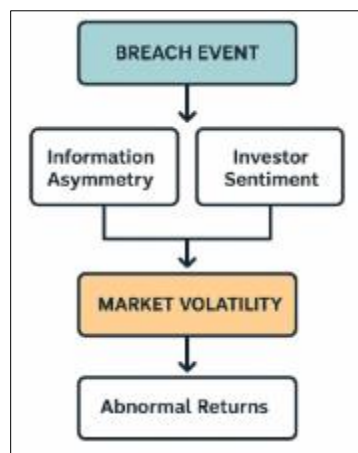 BREACH EVENT
Information
Asymmetry
Investor
Sentiment
MARKET VOLATILITY
Abnormal Returns